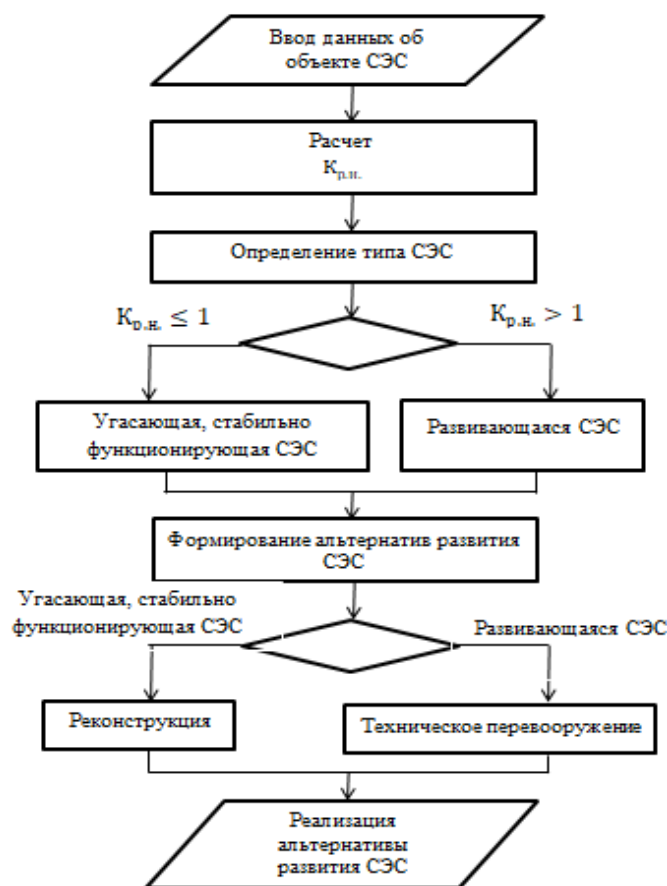 Ввод данных об
объекте СЭС
Расчет
Кр.н.
Определение типа СЭС
Кр.н. ≤ 1
Кр.н. > 1
Угасающая, стабильно
функционирующая СЭС
Развивающаяся СЭС
Формирование альтернатив развития
СЭС
Угасающая, стабильно
функционирующая СЭС
Развивающаяся СЭС
Реконструкция
Техническое перевооружение
Реализация
альтернативы
развития СЭС